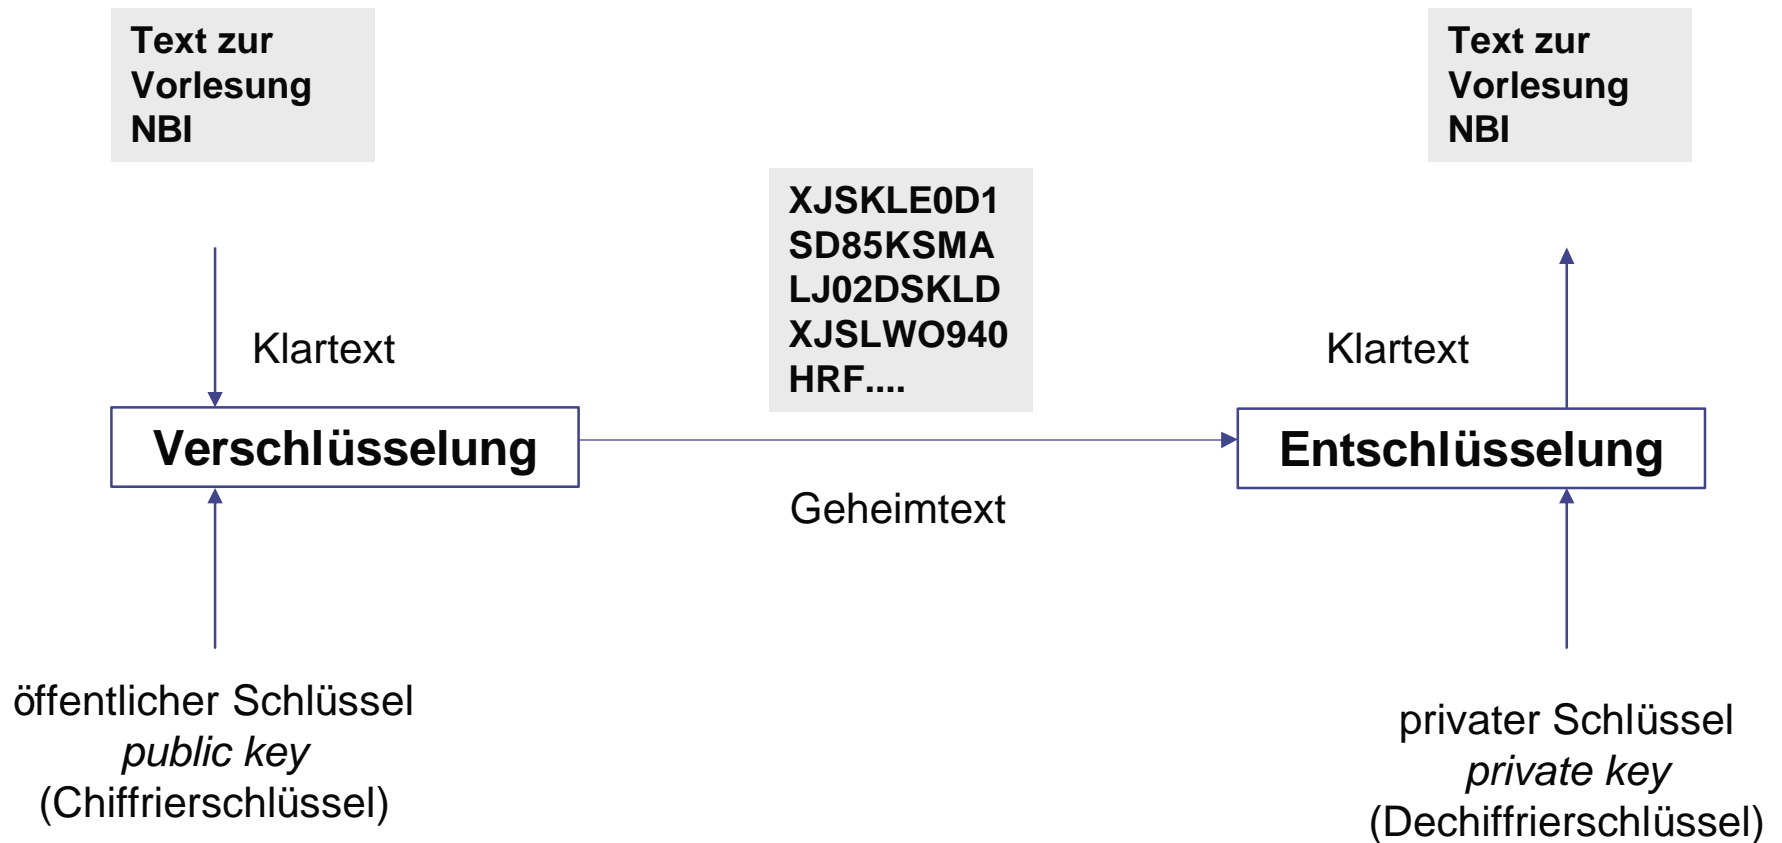 Text zur
Vorlesung
NBI
Text zur
Vorlesung
NBI
XJSKLE0D1
SD85KSMA
LJ02DSKLD
XJSLWO940
HRF....
Klartext
Klartext
Verschlüsselung
Entschlüsselung
Geheimtext
öffentlicher Schlüssel
public key
(Chiffrierschlüssel)
privater Schlüssel
private key
(Dechiffrierschlüssel)